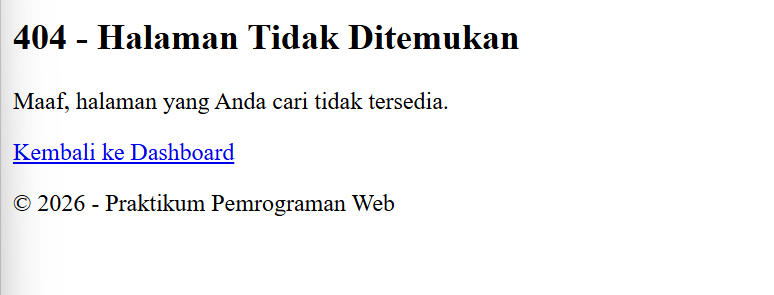 404 - Halaman Tidak Ditemukan
Maaf, halaman yang Anda cari tidak tersedia.
Kembali ke Dashboard
© 2026 - Praktikum Pemrograman Web